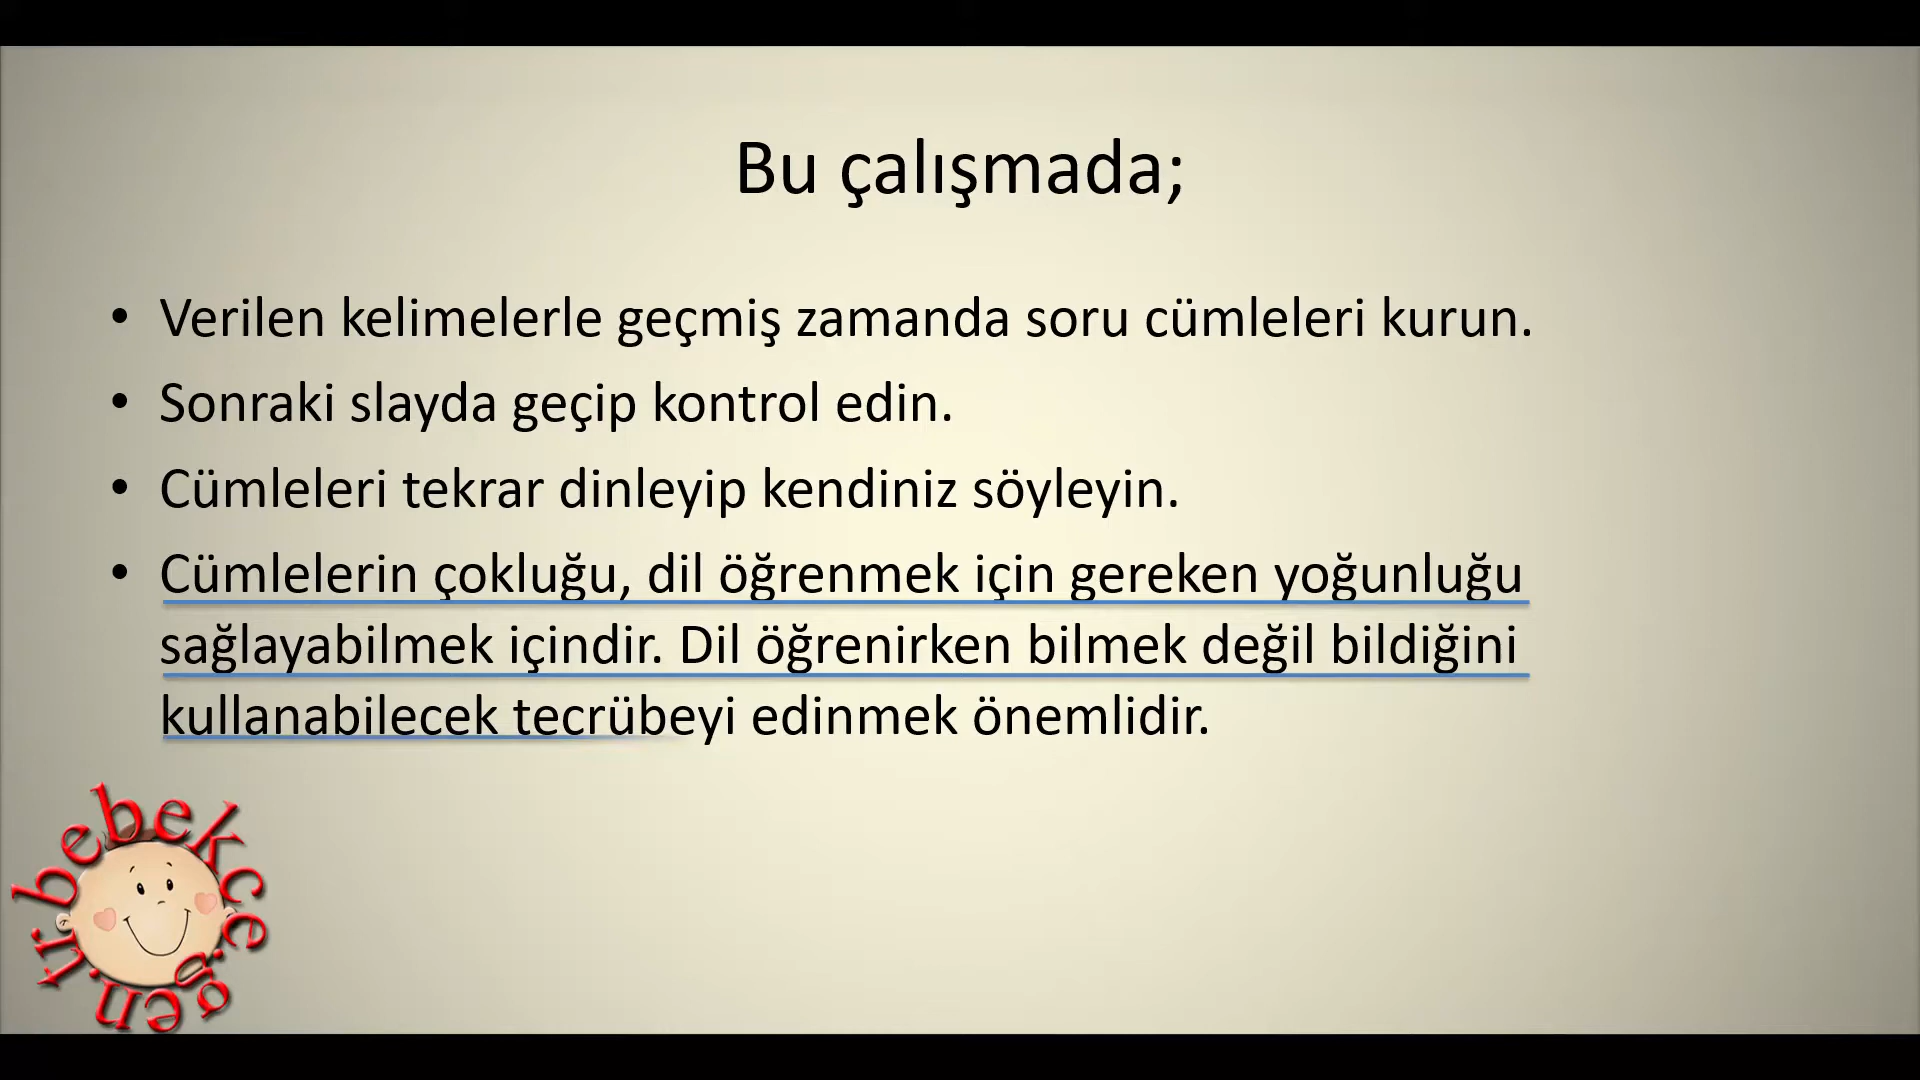 Bu çalışmada;
• Verilen kelimelerle geçmiş zamanda soru cümleleri kurun.
• Sonraki slayda geçip kontrol edin.
• Cümleleri tekrar dinleyip kendiniz söyleyin.
• Cümlelerin çokluğu, dil öğrenmek için gereken yoğunluğu
sağlayabilmek içindir. Dil öğrenirken bilmek değil bildiğini
kullanabilecek tecrübeyi edinmek önemlidir.
bebekce.gen.tr